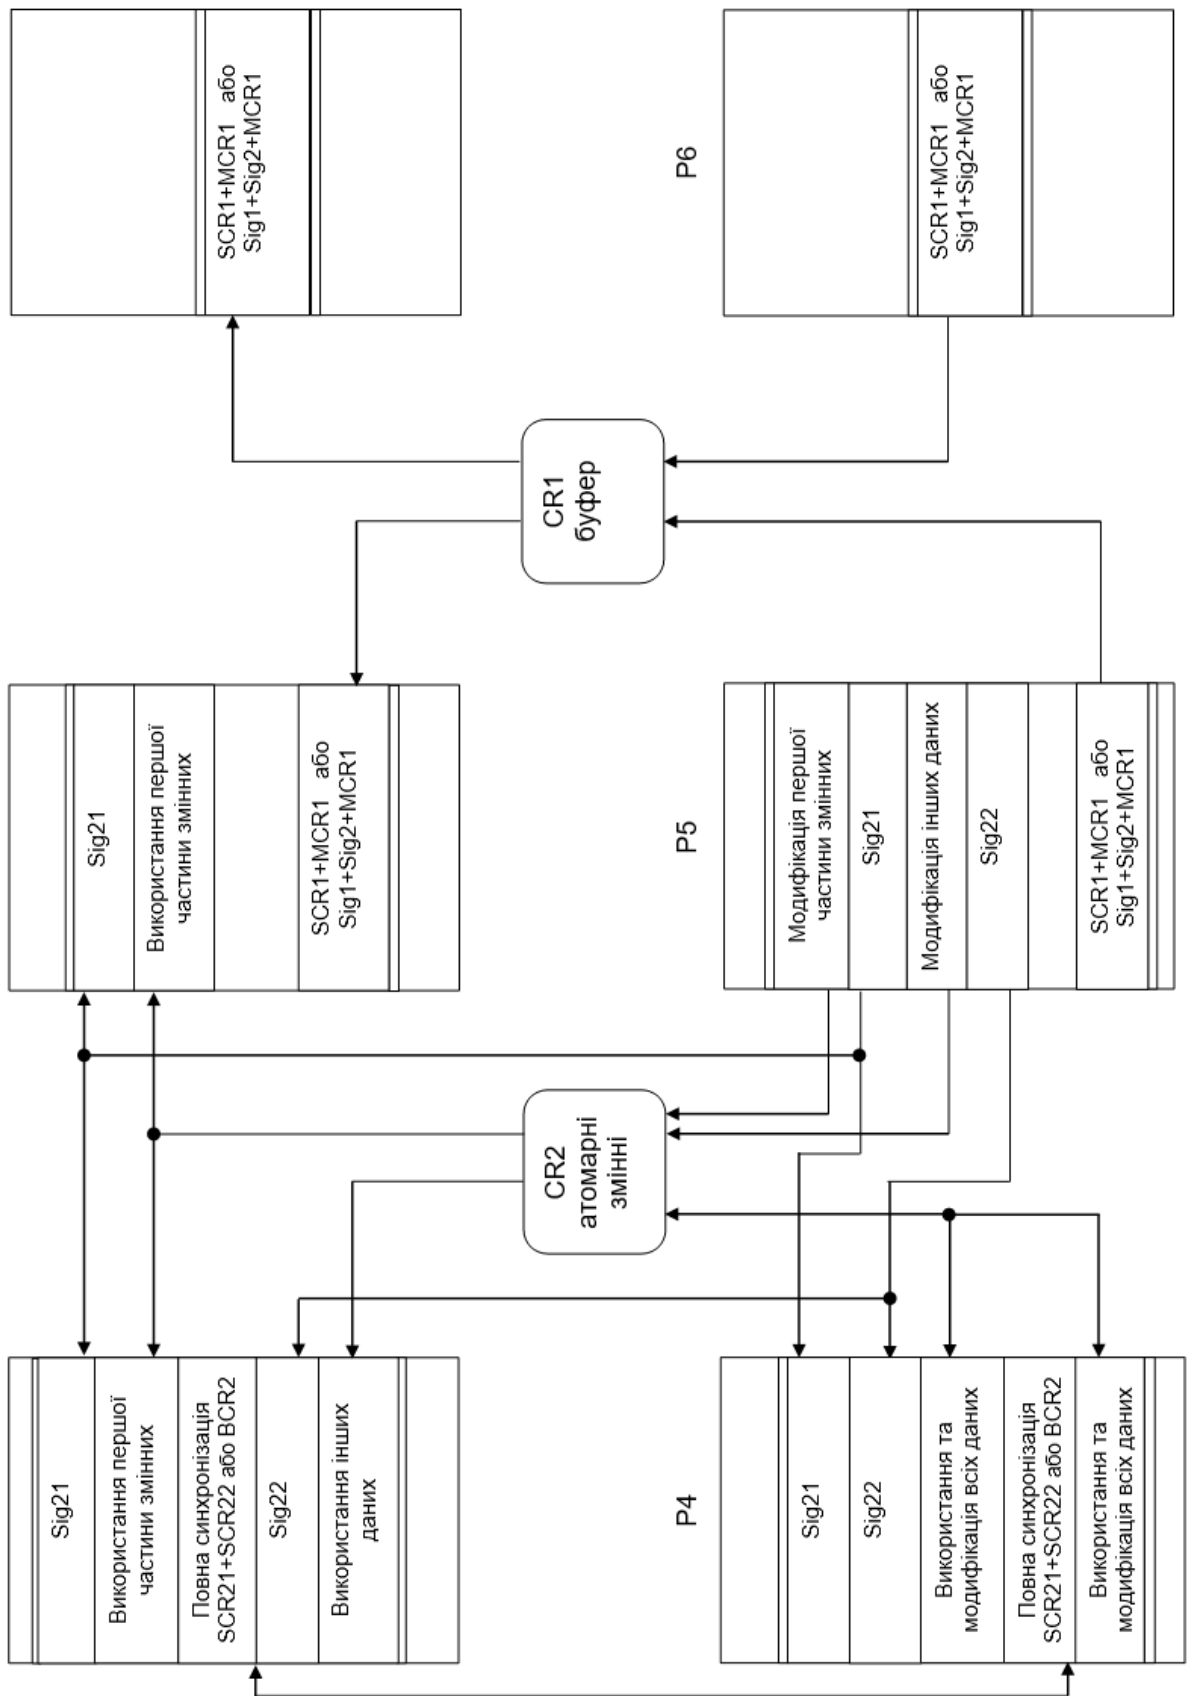 Sig21
Використання першої
частини змінних
Повна синхронізація
SCR21+SCR22 або BCR2
Sig22
Використання інших
даних
Sig21
Використання першої
частини змінних
SCR1+MCR1 або
Sig1+Sig2+MCR1
SCR1+MCR1 або
Sig1+Sig2+MCR1
CR2
атомарні
змінні
CR1
буфер
P4
Sig21
Sig22
Використання та
модифікація всіх даних
Повна синхронізація
SCR21+SCR22 або BCR2
Використання та
модифікація всіх даних
P5
Модифікація першої
частини змінних
Sig21
Модифікація інших даних
Sig22
SCR1+MCR1 або
Sig1+Sig2+MCR1
P6
SCR1+MCR1 або
Sig1+Sig2+MCR1